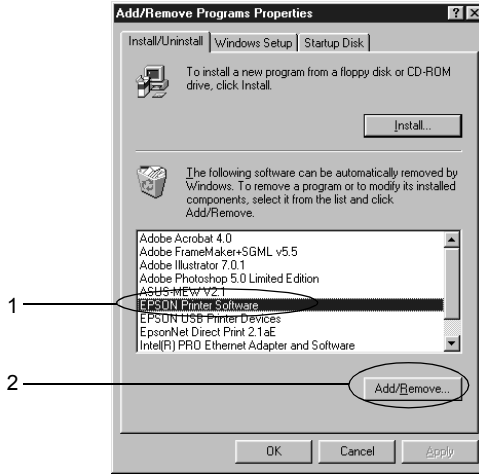 Add/Remove Programs Properties
? ×
Install/Uninstall Windows Setup Startup Disk
To install a new program from a floppy disk or CD-ROM
drive, click Install.
Install...
The following software can be automatically removed by
Windows. To remove a program or to modify its installed
components, select it from the list and click
Add/Remove.
Adobe Acrobat 4.0
Adobe FrameMaker+SGML v5.5
Adobe Illustrator 7.0.1
Adobe Photoshop 5.0 Limited Edition
ASUS-MEW V2.1
EPSON Printer Software
EPSON USB Printer Devices
EpsonNet Direct Print 2.1aE
Intel(R) PRO Ethernet Adapter and Software
1
2
Add/Remove...
OK Cancel Apply